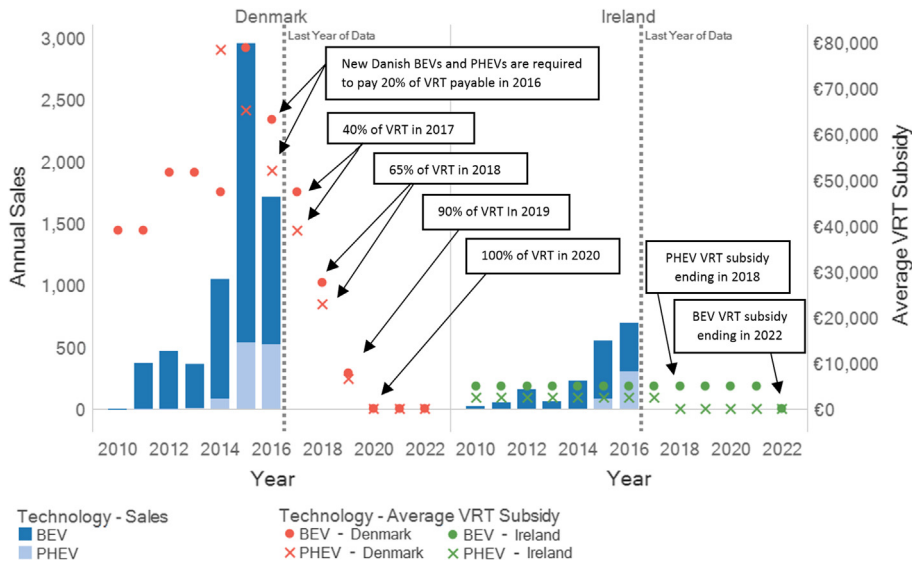 Denmark
Ireland
Last Year of Data
Last Year of Data
3,000
2,500
2,000
1,500
1,000
500
0
Annual Sales
€80,000
€70,000
€60,000
€50,000
€40,000
€30,000
€20,000
€10,000
€0
Average VRT Subsidy
New Danish BEVs and PHEVs are required
to pay 20% of VRT payable in 2016
40% of VRT in 2017
65% of VRT in 2018
90% of VRT In 2019
100% of VRT in 2020
PHEV VRT subsidy
ending in 2018
BEV VRT subsidy
ending in 2022
2010 2012 2014 2016 2018 2020 2022
2010 2012 2014 2016 2018 2020 2022
Year
Year
Technology - Sales
BEV
PHEV
Technology - Average VRT Subsidy
BEV - Denmark
PHEV - Denmark
BEV - Ireland
PHEV - Ireland